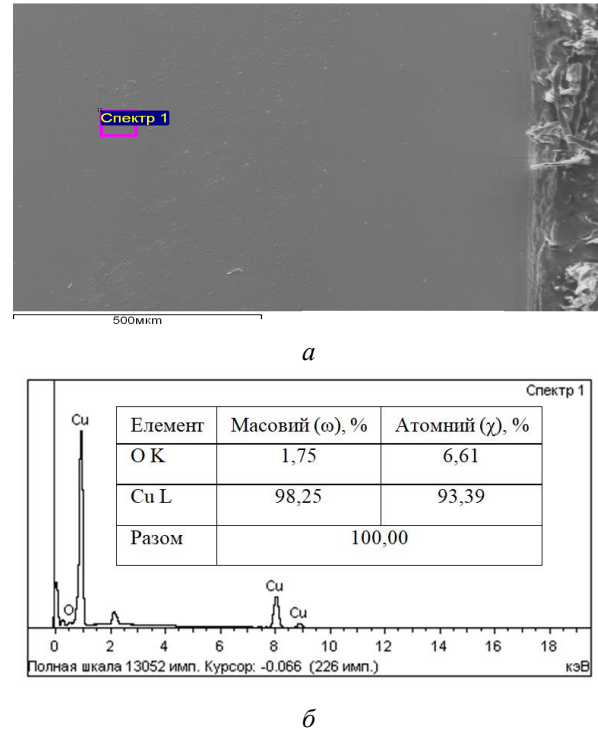 Спектр 1
500мкm
а
Спектр 1
Cu
Елемент Масовий (ω), % Атомний (χ), %
O K 1,75 6,61
Cu L 98,25 93,39
Разом 100,00
O
Cu
Cu
0 2 4 6 8 10 12 14 16 18
Полная шкала 13052 имп. Курсор: -0.066 (226 имп.) кэВ
б